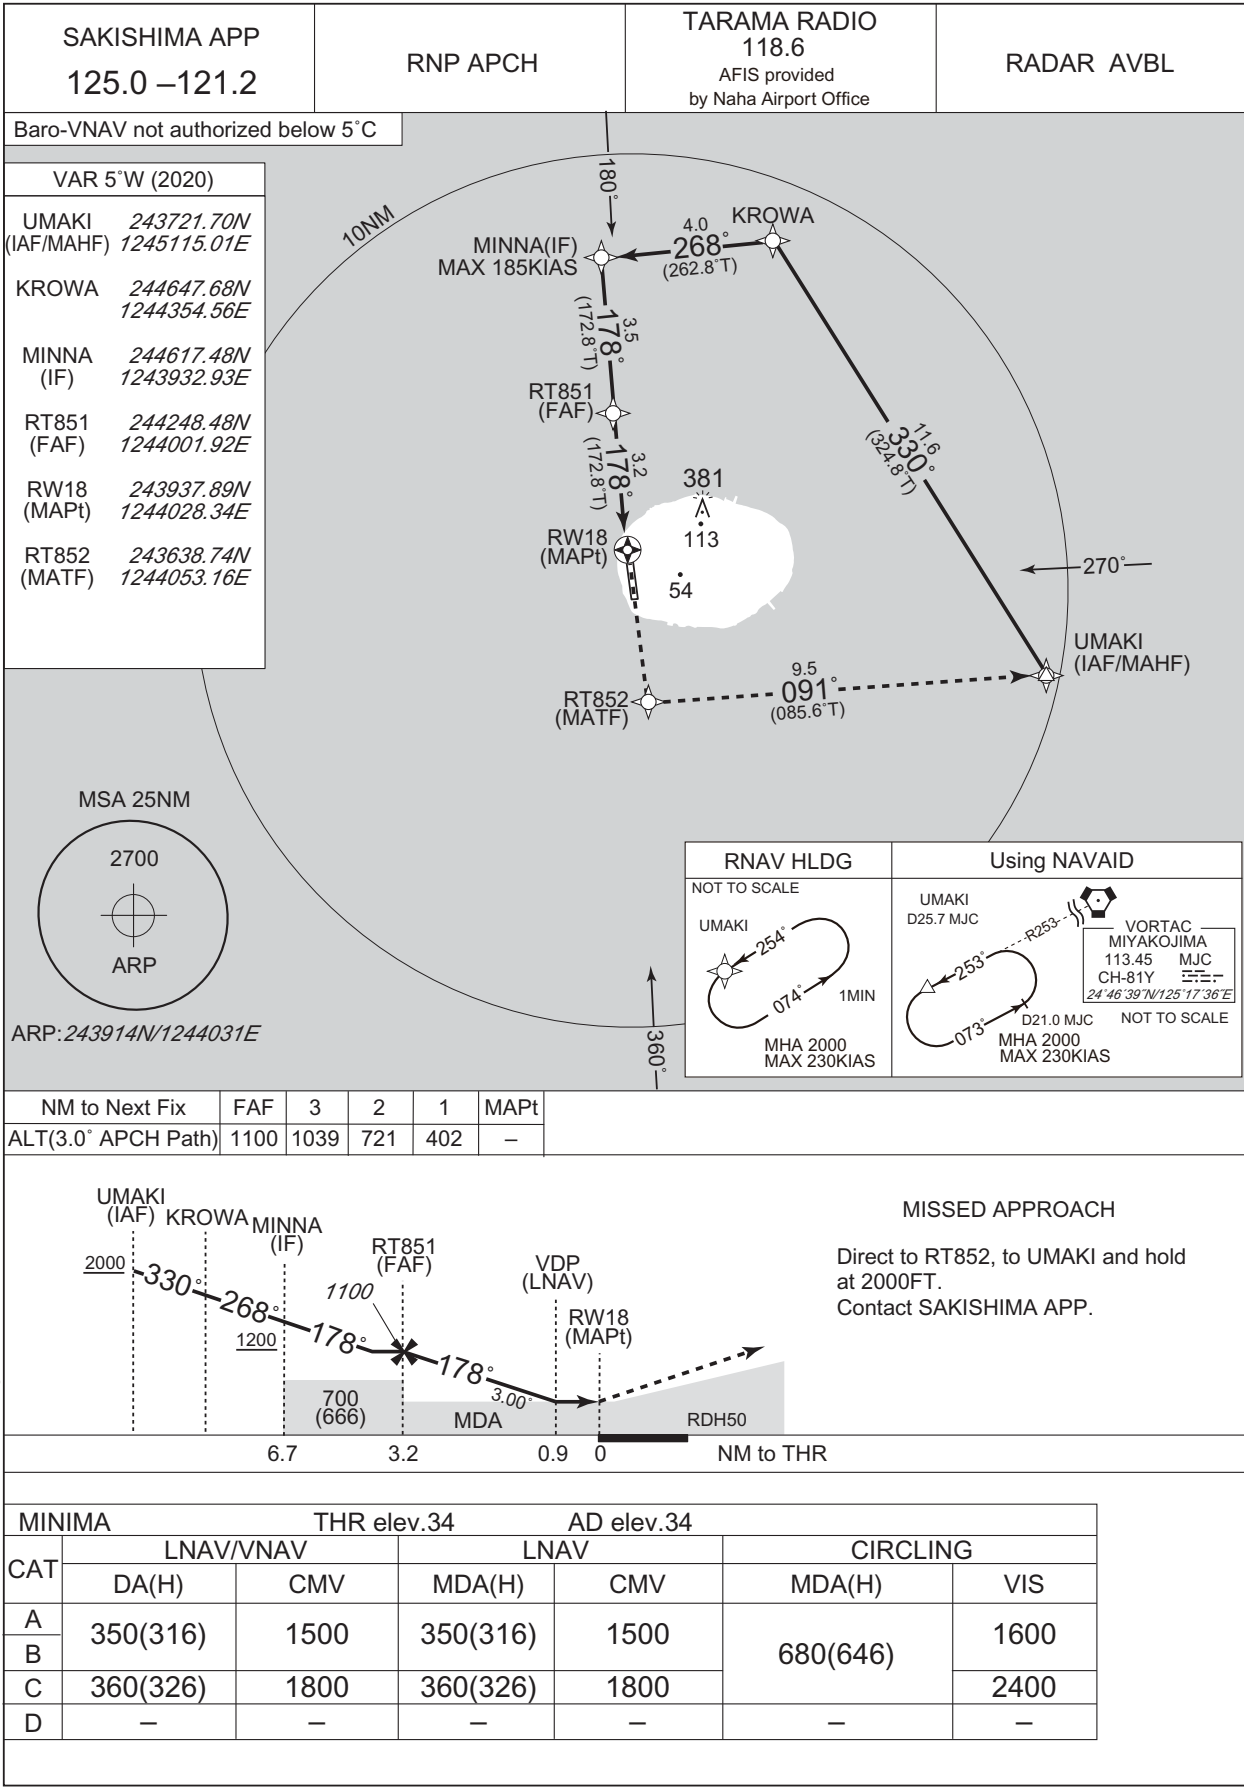 SAKISHIMA APP
125.0 –121.2
RNP APCH
TARAMA RADIO
118.6
AFIS provided
by Naha Airport Office
RADAR AVBL
Baro-VNAV not authorized below 5°C
VAR 5°W (2020)
UMAKI 243721.70N
(IAF/MAHF) 1245115.01E
KROWA 244647.68N
1244354.56E
MINNA 244617.48N
(IF) 1243932.93E
RT851 244248.48N
(FAF) 1244001.92E
RW18 243937.89N
(MAPt) 1244028.34E
RT852 243638.74N
(MATF) 1244053.16E
10NM
180°
MINNA(IF)
MAX 185KIAS
4.0
268°
(262.8°T)
KROWA
3.5
178°
(172.8°T)
RT851
(FAF)
3.2
178°
(172.8°T)
11.6
330°
(324.8°T)
381
113
54
RW18
(MAPt)
270°
UMAKI
(IAF/MAHF)
9.5
091°
(085.6°T)
RT852
(MATF)
360°
MSA 25NM
2700
ARP
ARP:243914N/1244031E
RNAV HLDG
NOT TO SCALE
UMAKI
254°
074°
1MIN
MHA 2000
MAX 230KIAS
Using NAVAID
UMAKI
D25.7 MJC
R253
253°
073°
D21.0 MJC
MHA 2000
MAX 230KIAS
VORTAC
MIYAKOJIMA
113.45 MJC
CH-81Y
24°46´39˝N/125°17´36˝E
NOT TO SCALE
NM to Next Fix FAF 3 2 1 MAPt
ALT(3.0° APCH Path) 1100 1039 721 402 –
UMAKI
(IAF)
KROWA
MINNA
(IF)
RT851
(FAF)
VDP
(LNAV)
RW18
(MAPt)
2000
330°
268°
1200
178°
1100
178°
3.00°
700
(666)
MDA
RDH50
6.7 3.2 0.9 0 NM to THR
MISSED APPROACH
Direct to RT852, to UMAKI and hold
at 2000FT.
Contact SAKISHIMA APP.
MINIMA THR elev.34 AD elev.34
CAT LNAV/VNAV LNAV CIRCLING
DA(H) CMV MDA(H) CMV MDA(H) VIS
A
B
350(316) 1500 350(316) 1500 680(646) 1600
C 360(326) 1800 360(326) 1800 2400
D – – – – – –